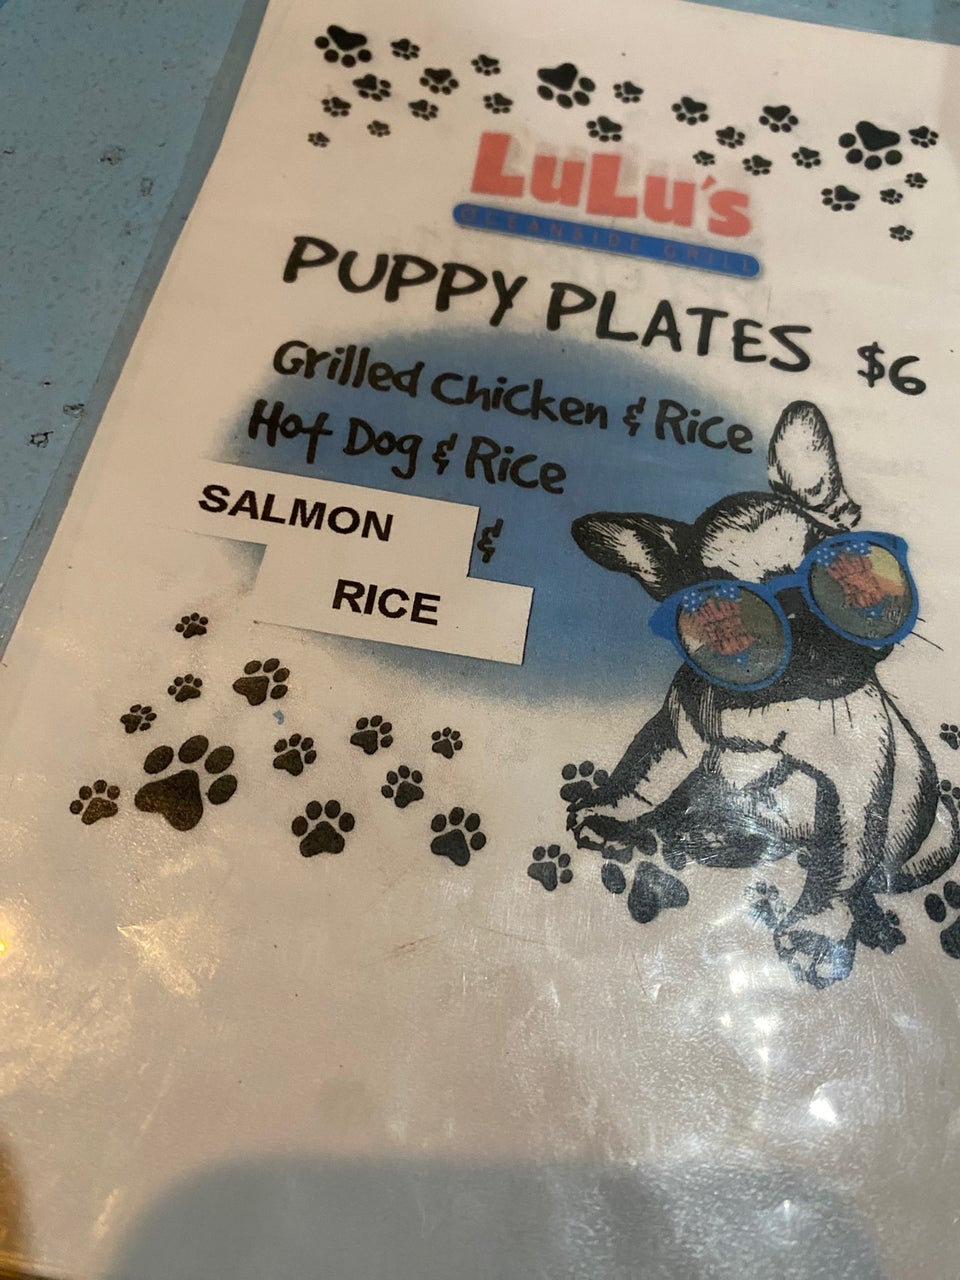 LuLu's
OCEANSIDE GRILL
PUPPY PLATES $6
Grilled Chicken & Rice
Hot Dog & Rice
SALMON &
RICE